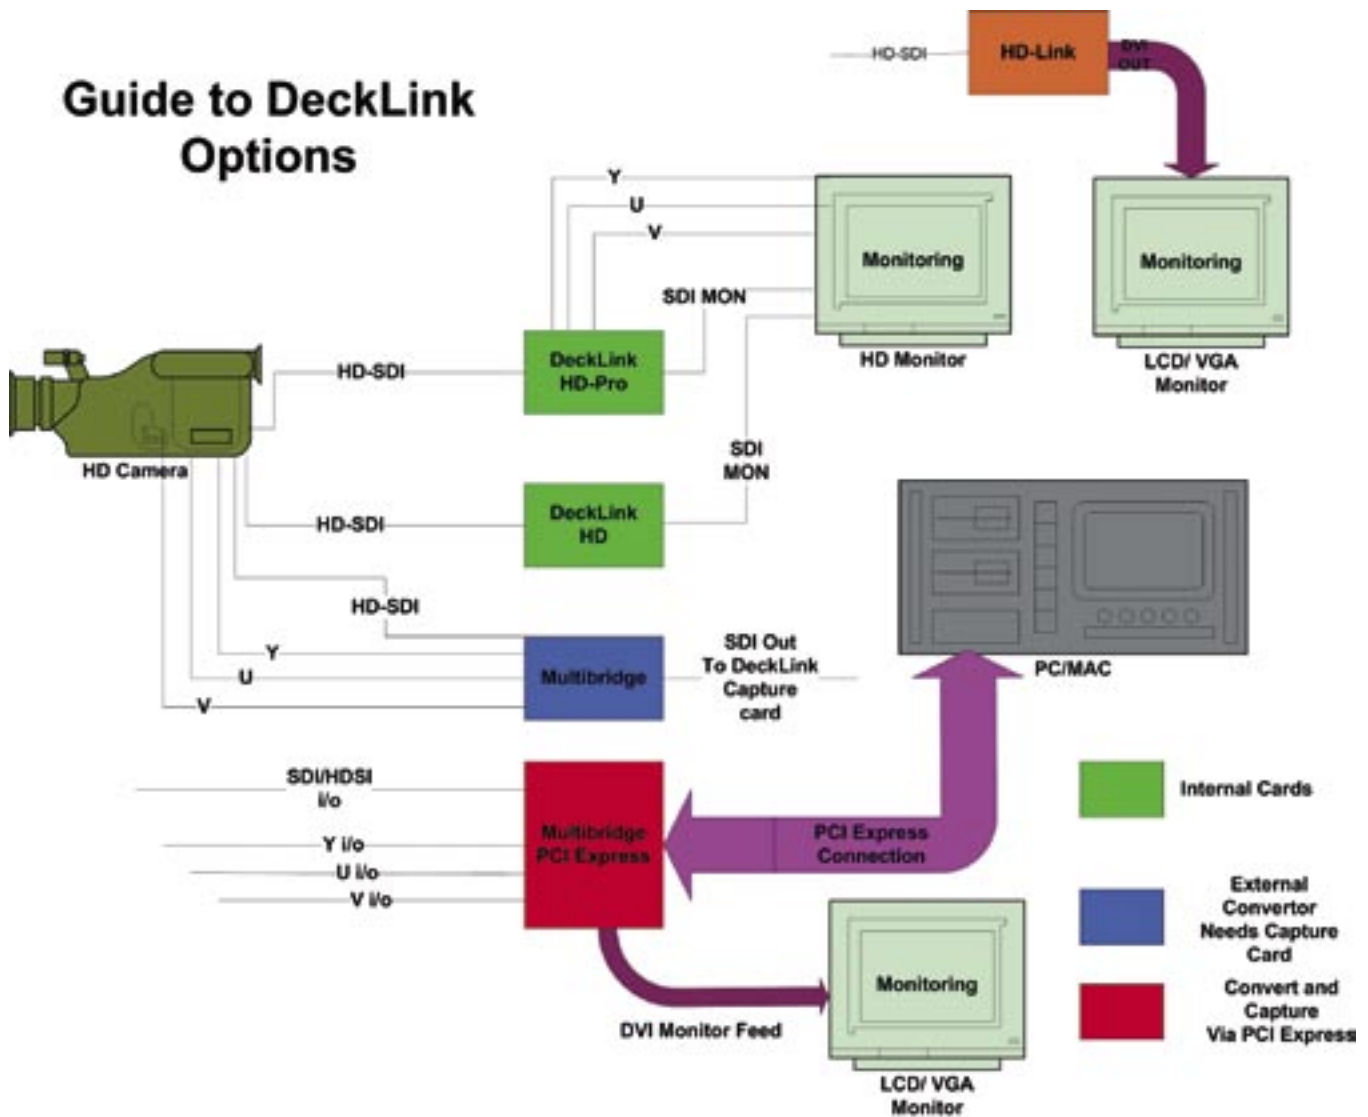 Guide to DeckLink
Options
HD-SDI
HD-Link
DVI
OUT
Y
U
V
SDI MON
Monitoring
HD Monitor
Monitoring
LCD/ VGA
Monitor
HD Camera
HD-SDI
DeckLink
HD-Pro
SDI
MON
HD-SDI
DeckLink
HD
HD-SDI
Y
U
V
Multibridge
SDI Out
To DeckLink
Capture
card
PC/MAC
SDI/HDSI
i/o
Y i/o
U i/o
V i/o
Multibridge
PCI Express
PCI Express
Connection
DVI Monitor Feed
Monitoring
LCD/ VGA
Monitor
Internal Cards
External
Convertor
Needs Capture
Card
Convert and
Capture
Via PCI Express